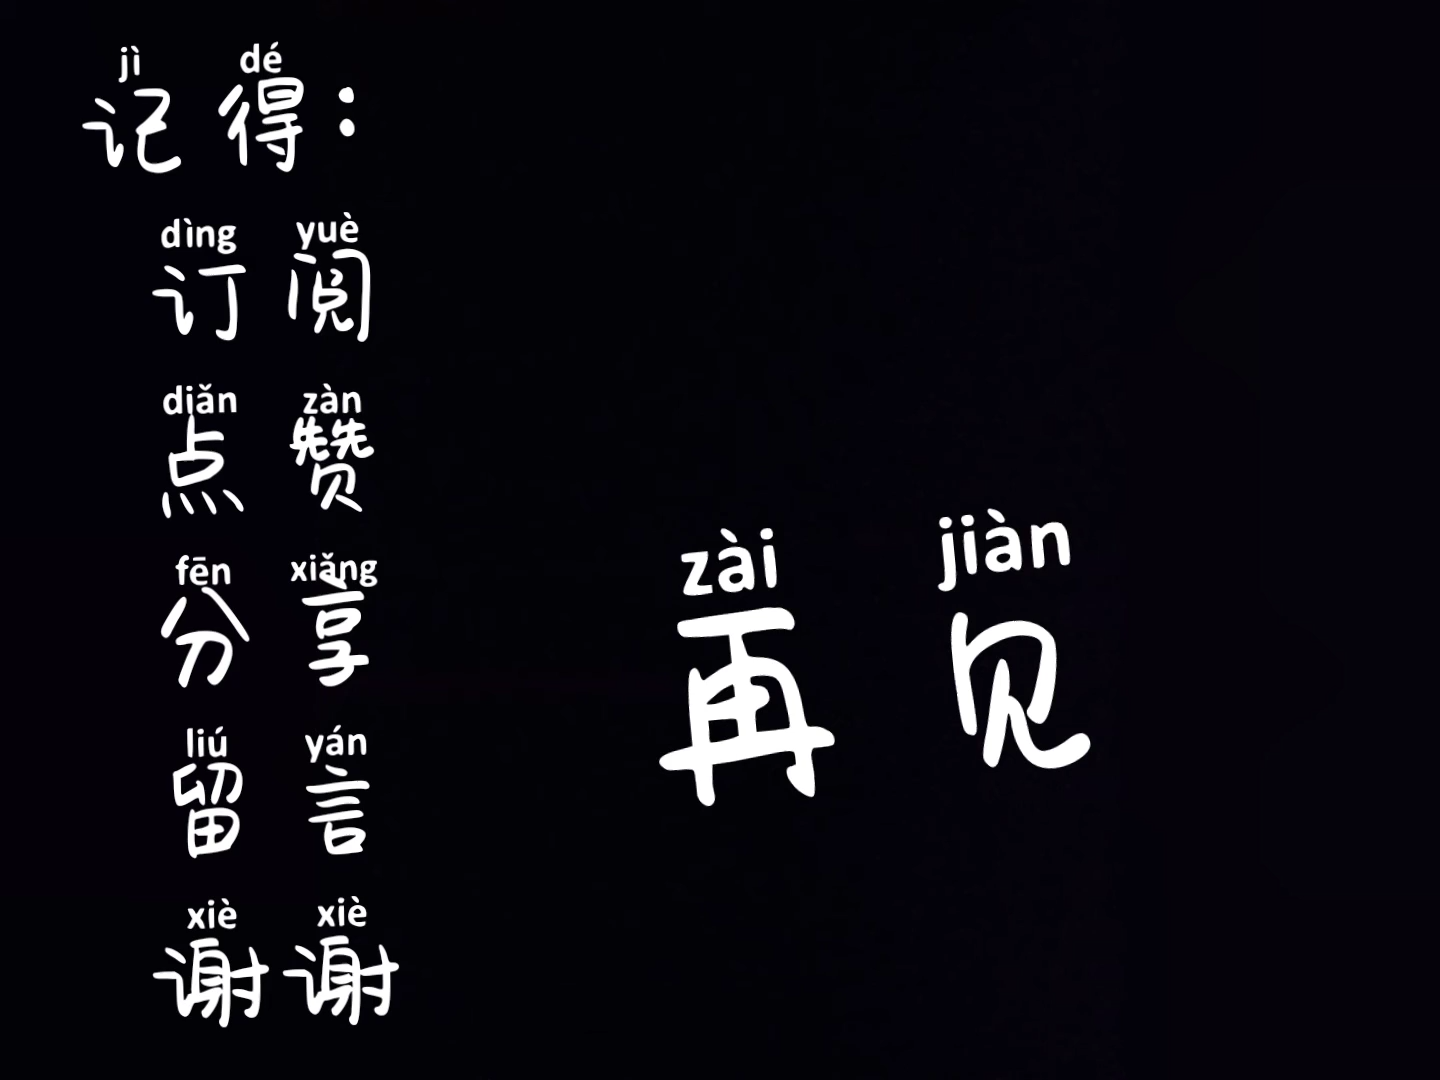 jì dé
记得：
dìng yuè
订阅
diǎn zàn
点赞
fēn xiǎng
分享
liú yán
留言
xiè xiè
谢谢
zài jiàn
再见